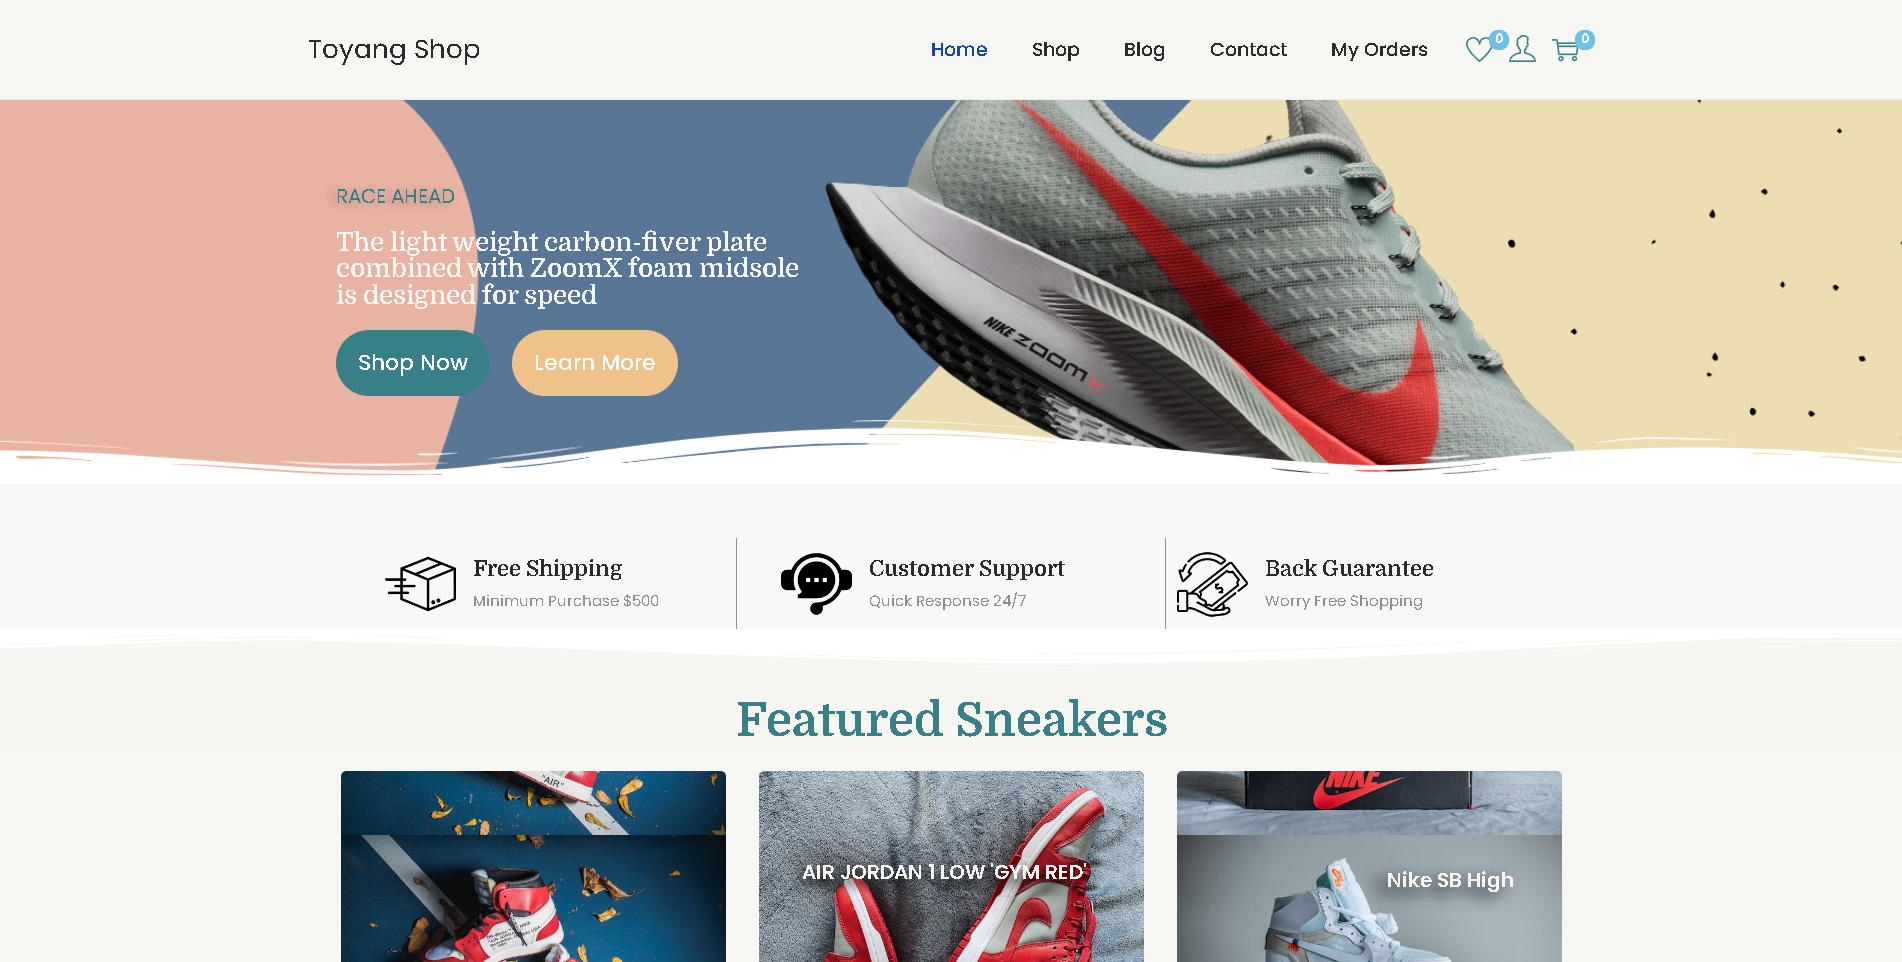 Toyang Shop
Home
Shop
Blog
Contact
My Orders
0
0
RACE AHEAD
The light weight carbon-fiver plate
combined with ZoomX foam midsole
is designed for speed
Shop Now
Learn More
NIKE ZOOMX
Free Shipping
Minimum Purchase $500
Customer Support
Quick Response 24/7
Back Guarantee
Worry Free Shopping
Featured Sneakers
"AIR"
AIR JORDAN 1 LOW 'GYM RED'
NIKE
Nike SB High